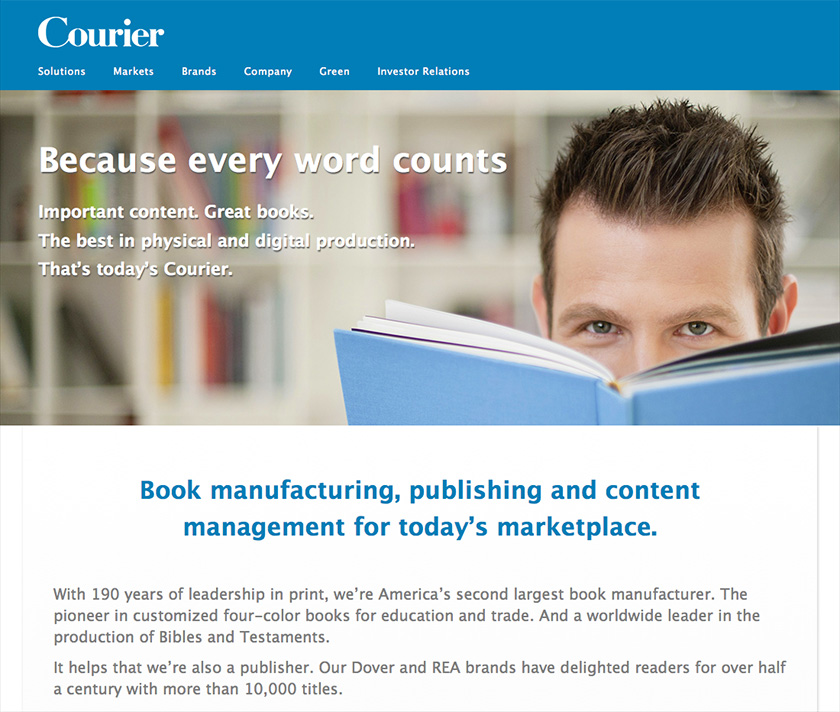 Courier
Solutions Markets Brands Company Green Investor Relations
Because every word counts
Important content. Great books.
The best in physical and digital production.
That's today's Courier.
Book manufacturing, publishing and content
management for today's marketplace.
With 190 years of leadership in print, we're America's second largest book manufacturer. The
pioneer in customized four-color books for education and trade. And a worldwide leader in the
production of Bibles and Testaments.
It helps that we're also a publisher. Our Dover and REA brands have delighted readers for over half
a century with more than 10,000 titles.